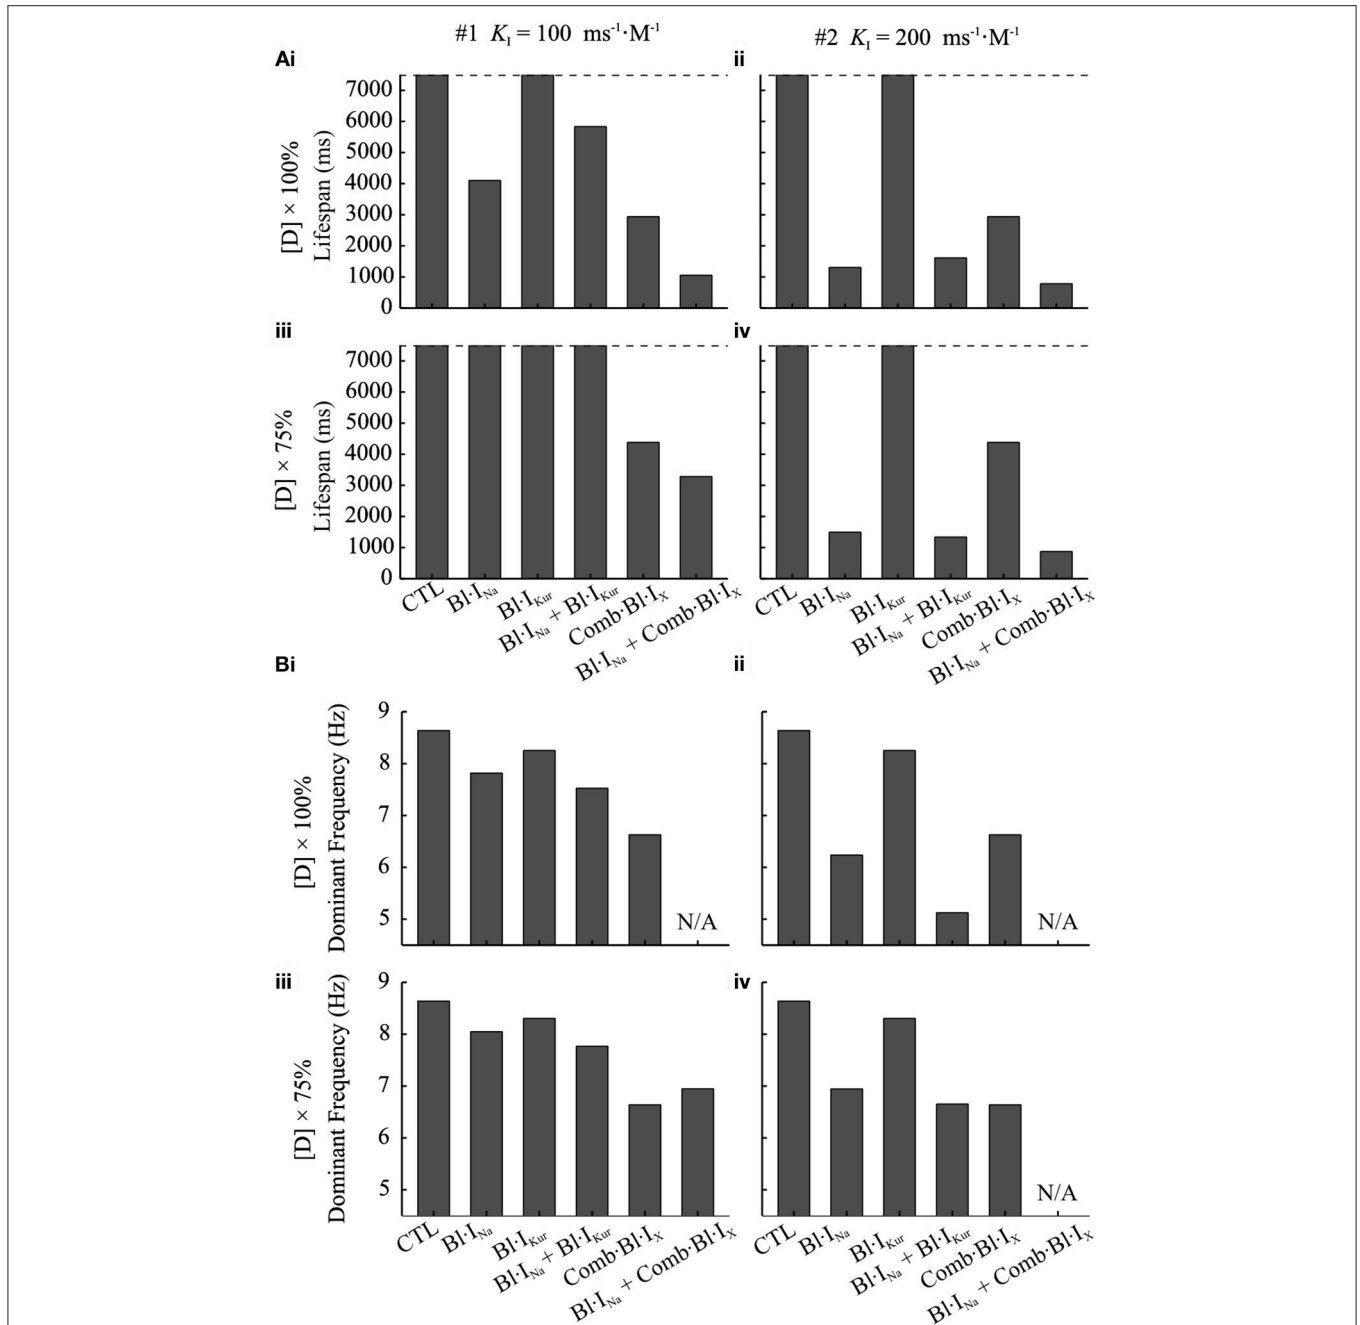 #1 K_I = 100 ms⁻¹·M⁻¹
#2 K_I = 200 ms⁻¹·M⁻¹
Ai
ii
[D] × 100%
Lifespan (ms)
7000
6000
5000
4000
3000
2000
1000
0
iii
iv
[D] × 75%
Lifespan (ms)
7000
6000
5000
4000
3000
2000
1000
0
CTL
Bl·I_Na
Bl·I_Kur
Bl·I_Na + Bl·I_Kur
Comb·Bl·I_X
Bl·I_Na + Comb·Bl·I_X
CTL
Bl·I_Na
Bl·I_Kur
Bl·I_Na + Bl·I_Kur
Comb·Bl·I_X
Bl·I_Na + Comb·Bl·I_X
Bi
ii
[D] × 100%
Dominant Frequency (Hz)
9
8
7
6
5
N/A
N/A
iii
iv
[D] × 75%
Dominant Frequency (Hz)
9
8
7
6
5
N/A
CTL
Bl·I_Na
Bl·I_Kur
Bl·I_Na + Bl·I_Kur
Comb·Bl·I_X
Bl·I_Na + Comb·Bl·I_X
CTL
Bl·I_Na
Bl·I_Kur
Bl·I_Na + Bl·I_Kur
Comb·Bl·I_X
Bl·I_Na + Comb·Bl·I_X